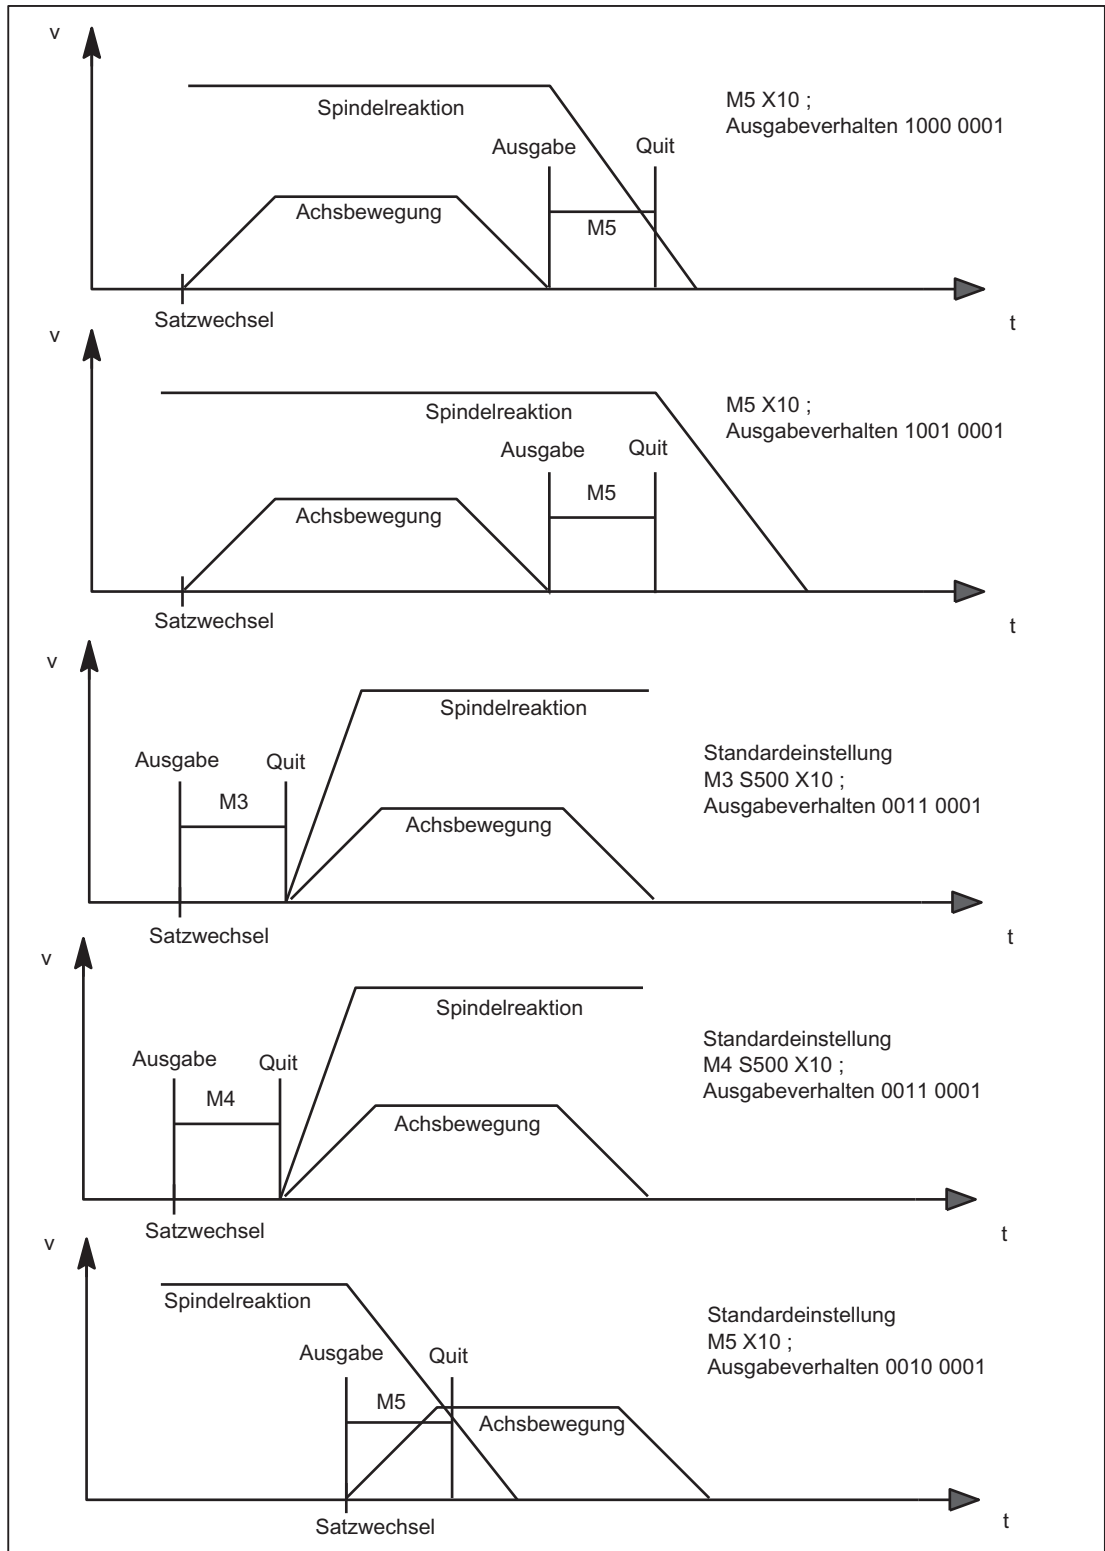 v
Spindelreaktion
M5 X10 ;
Ausgabeverhalten 1000 0001
Ausgabe
Quit
Achsbewegung
M5
Satzwechsel
t
v
Spindelreaktion
M5 X10 ;
Ausgabeverhalten 1001 0001
Ausgabe
Quit
M5
Achsbewegung
Satzwechsel
t
v
Spindelreaktion
Ausgabe
Quit
Standardeinstellung
M3 S500 X10 ;
Ausgabeverhalten 0011 0001
M3
Achsbewegung
Satzwechsel
t
v
Spindelreaktion
Ausgabe
Quit
Standardeinstellung
M4 S500 X10 ;
Ausgabeverhalten 0011 0001
M4
Achsbewegung
Satzwechsel
t
v
Spindelreaktion
Standardeinstellung
M5 X10 ;
Ausgabeverhalten 0010 0001
Ausgabe
Quit
M5
Achsbewegung
Satzwechsel
t